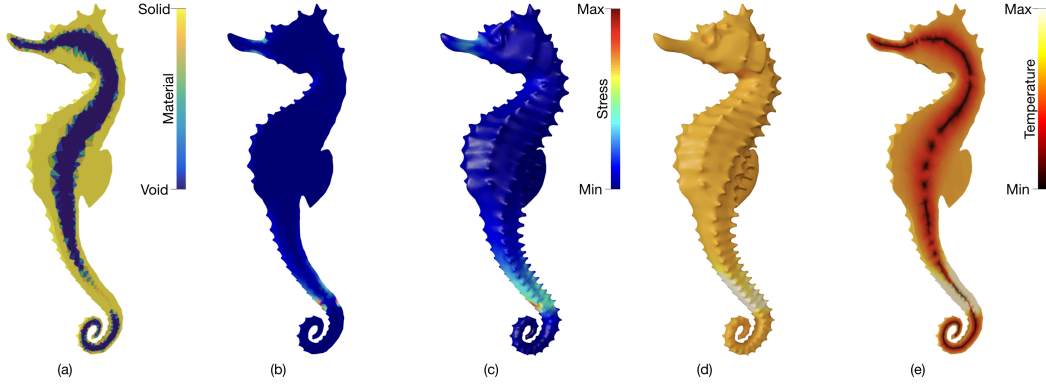 Solid
Material
Void
Max
Stress
Min
Max
Temperature
Min
(a)
(b)
(c)
(d)
(e)